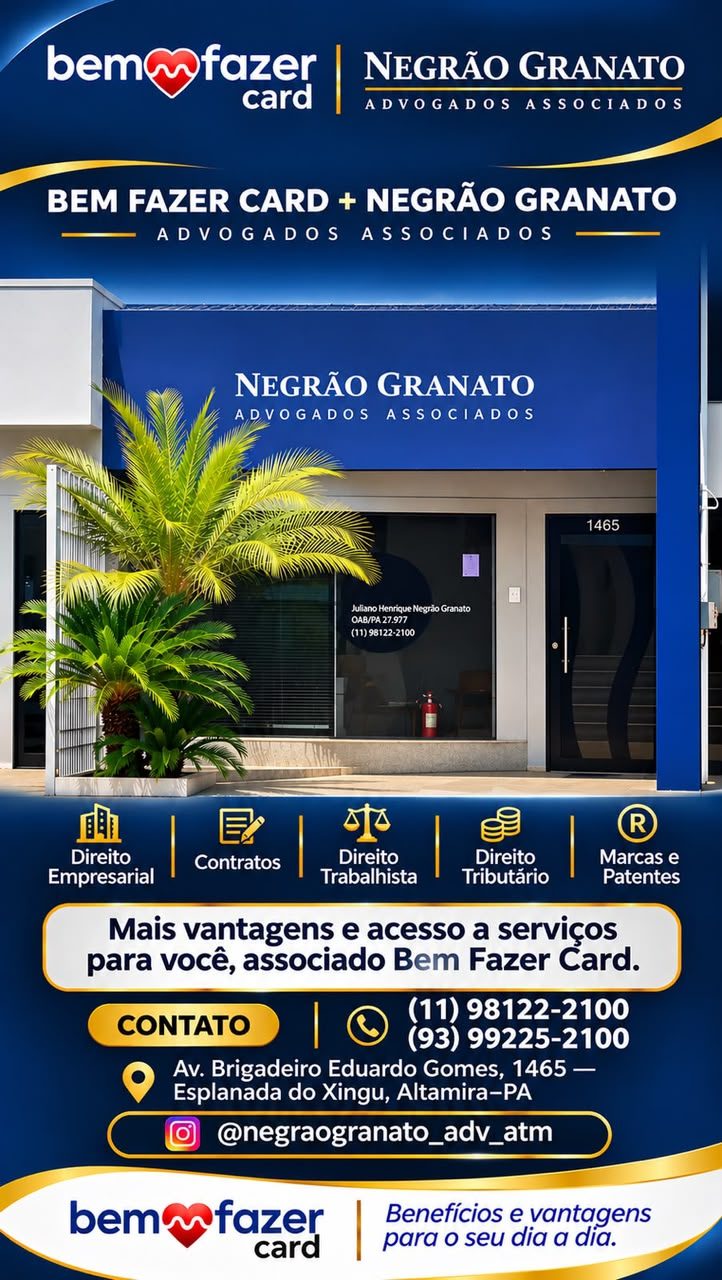 bem fazer
card
NEGRÃO GRANATO
ADVOGADOS ASSOCIADOS
BEM FAZER CARD + NEGRÃO GRANATO
ADVOGADOS ASSOCIADOS
NEGRÃO GRANATO
ADVOGADOS ASSOCIADOS
1465
Juliano Henrique Negrão Granato
OAB/PA 27.977
(11) 98122-2100
Direito
Empresarial
Contratos
Direito
Trabalhista
Direito
Tributário
R
Marcas e
Patentes
Mais vantagens e acesso a serviços
para você, associado Bem Fazer Card.
CONTATO
(11) 98122-2100
(93) 99225-2100
Av. Brigadeiro Eduardo Gomes, 1465 —
Esplanada do Xingu, Altamira–PA
@negraogranato_adv_atm
bem fazer
card
Benefícios e vantagens
para o seu dia a dia.